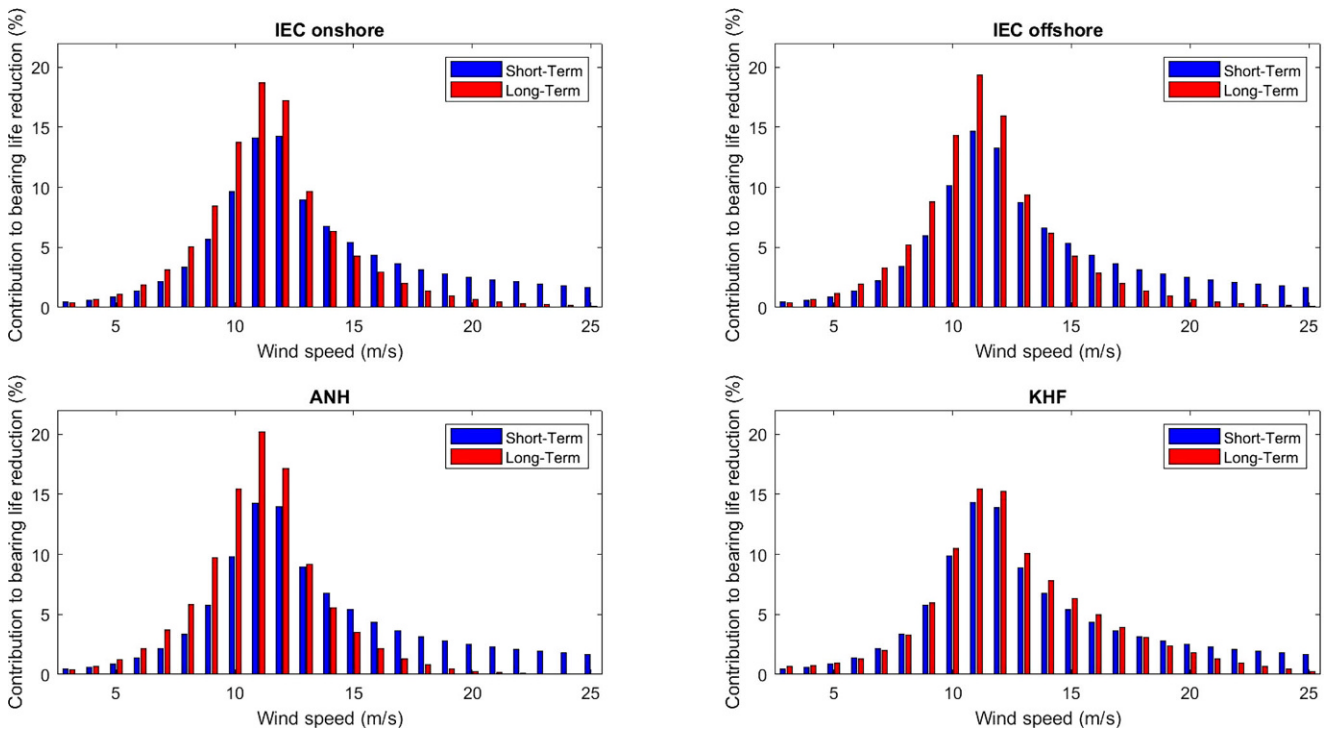 IEC onshore
Contribution to bearing life reduction (%)
20
15
10
5
0
Short-Term
Long-Term
5 10 15 20 25
Wind speed (m/s)
IEC offshore
Contribution to bearing life reduction (%)
20
15
10
5
0
Short-Term
Long-Term
5 10 15 20 25
Wind speed (m/s)
ANH
Contribution to bearing life reduction (%)
20
15
10
5
0
Short-Term
Long-Term
5 10 15 20 25
Wind speed (m/s)
KHF
Contribution to bearing life reduction (%)
20
15
10
5
0
Short-Term
Long-Term
5 10 15 20 25
Wind speed (m/s)